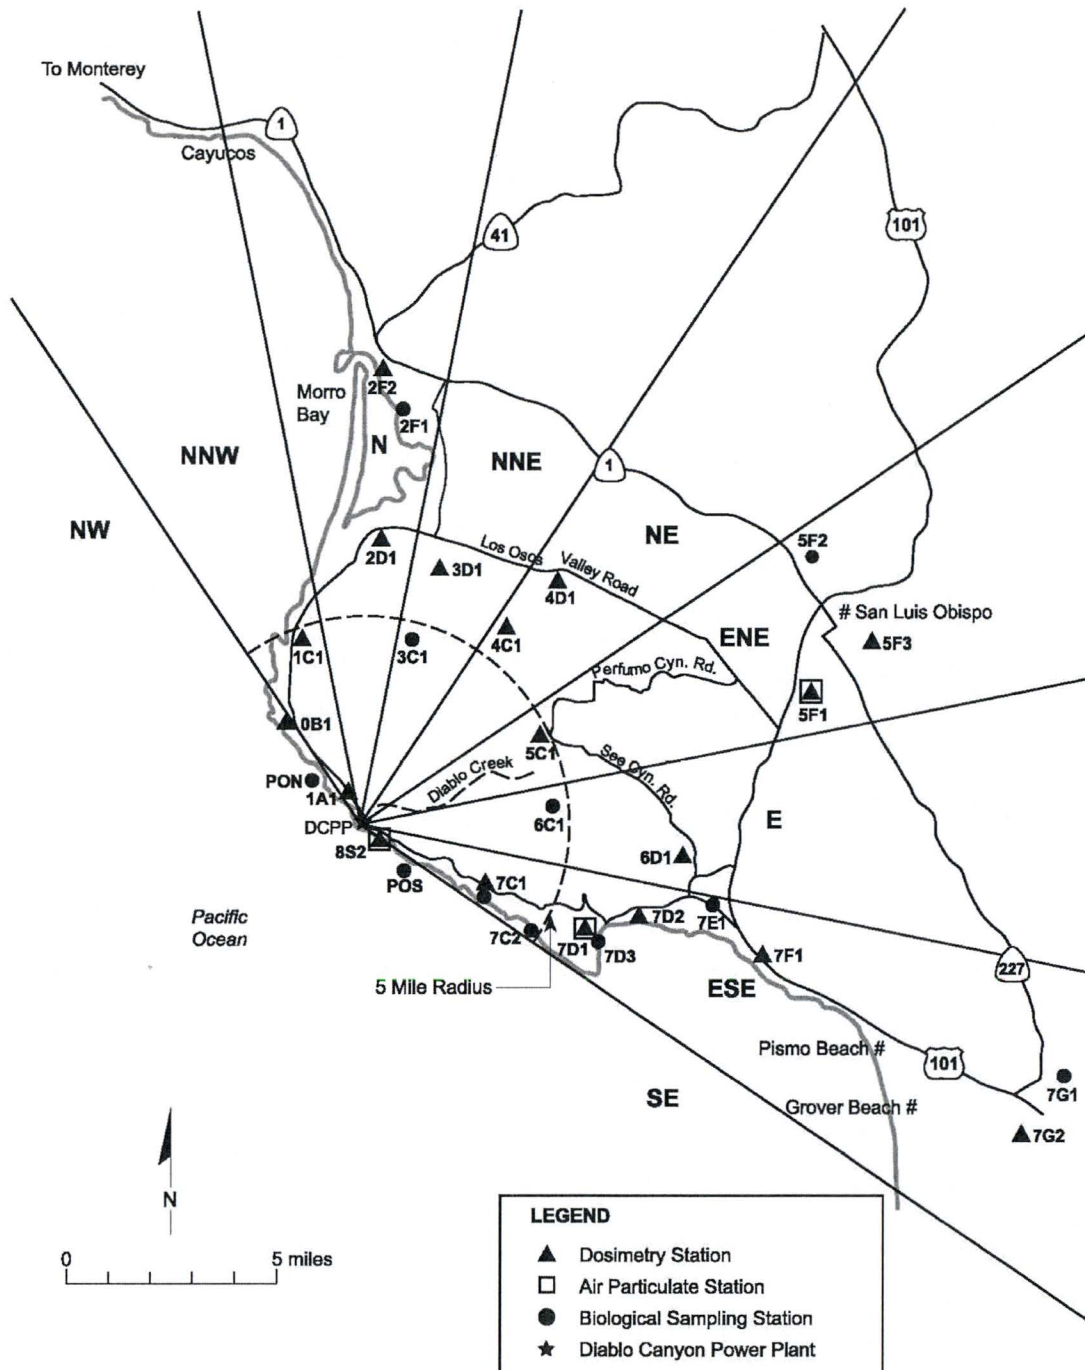 To Monterey
1
Cayucos
41
101
Morro
Bay
2F2
2F1
N
NNW
NNE
1
NW
NE
5F2
2D1
Los Osos
Valley Road
3D1
4D1
# San Luis Obispo
ENE
5F3
1C1
3C1
4C1
Perfumo Cyn. Rd.
5F1
0B1
5C1
See Cyn. Rd.
PON
Diablo Creek
1A1
6C1
E
DCPP
8S2
6D1
POS
7C1
Pacific
Ocean
7C2
7D1
7D3
7D2
7E1
7F1
227
5 Mile Radius
ESE
Pismo Beach #
101
7G1
SE
Grover Beach #
7G2
N
0
5 miles
LEGEND
Dosimetry Station
Air Particulate Station
Biological Sampling Station
Diablo Canyon Power Plant